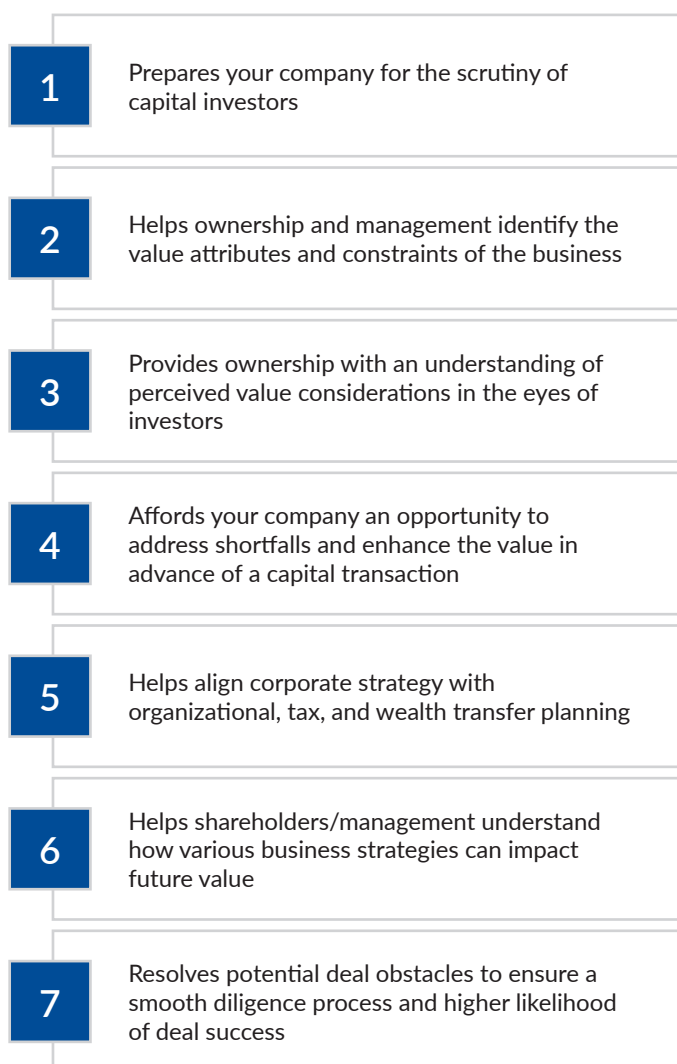 1
Prepares your company for the scrutiny of
capital investors
2
Helps ownership and management identify the
value attributes and constraints of the business
3
Provides ownership with an understanding of
perceived value considerations in the eyes of
investors
4
Affords your company an opportunity to
address shortfalls and enhance the value in
advance of a capital transaction
5
Helps align corporate strategy with
organizational, tax, and wealth transfer planning
6
Helps shareholders/management understand
how various business strategies can impact
future value
7
Resolves potential deal obstacles to ensure a
smooth diligence process and higher likelihood
of deal success